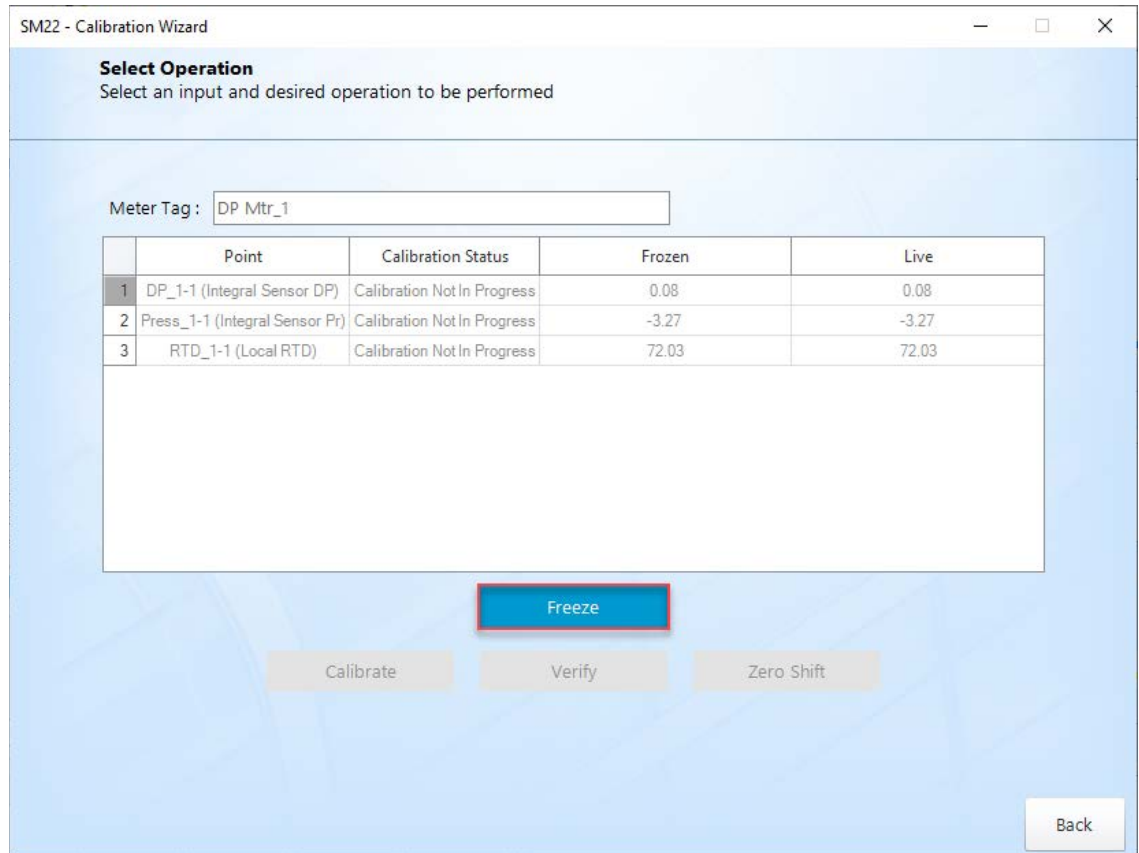 SM22 - Calibration Wizard
Select Operation
Select an input and desired operation to be performed
Meter Tag : DP Mtr_1
Point Calibration Status Frozen Live
1 DP_1-1 (Integral Sensor DP) Calibration Not In Progress 0.08 0.08
2 Press_1-1 (Integral Sensor Pr) Calibration Not In Progress -3.27 -3.27
3 RTD_1-1 (Local RTD) Calibration Not In Progress 72.03 72.03
Freeze
Calibrate Verify Zero Shift
Back